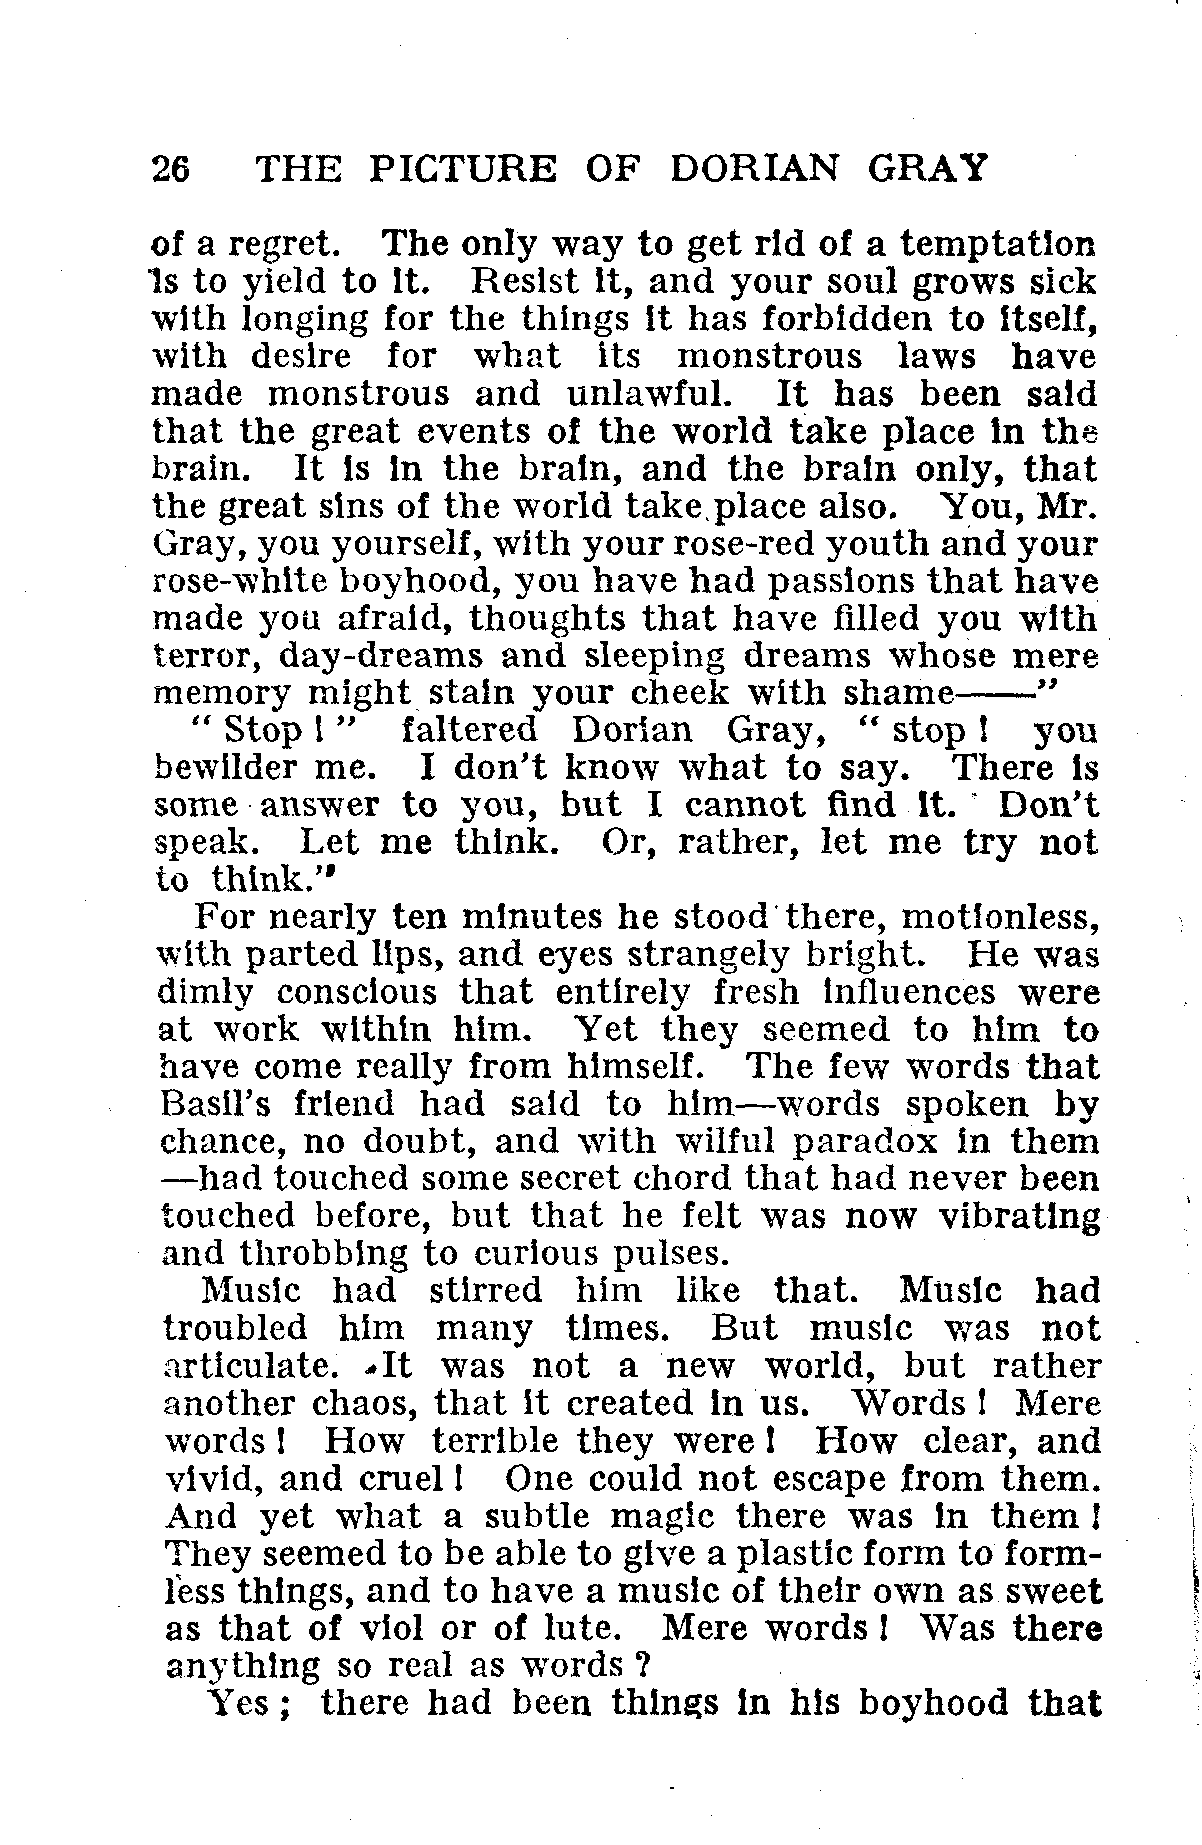 26 THE PICTURE OF DORIAN GRAY
of a regret. The only way to get rid of a temptation
is to yield to it. Resist it, and your soul grows sick
with longing for the things it has forbidden to itself,
with desire for what its monstrous laws have
made monstrous and unlawful. It has been said
that the great events of the world take place in the
brain. It is in the brain, and the brain only, that
the great sins of the world take place also. You, Mr.
Gray, you yourself, with your rose-red youth and your
rose-white boyhood, you have had passions that have
made you afraid, thoughts that have filled you with
terror, day-dreams and sleeping dreams whose mere
memory might stain your cheek with shame——"
" Stop ! " faltered Dorian Gray, " stop ! you
bewilder me. I don't know what to say. There is
some answer to you, but I cannot find it. Don't
speak. Let me think. Or, rather, let me try not
to think."
For nearly ten minutes he stood there, motionless,
with parted lips, and eyes strangely bright. He was
dimly conscious that entirely fresh influences were
at work within him. Yet they seemed to him to
have come really from himself. The few words that
Basil's friend had said to him—words spoken by
chance, no doubt, and with wilful paradox in them
—had touched some secret chord that had never been
touched before, but that he felt was now vibrating
and throbbing to curious pulses.
Music had stirred him like that. Music had
troubled him many times. But music was not
articulate. It was not a new world, but rather
another chaos, that it created in us. Words ! Mere
words ! How terrible they were ! How clear, and
vivid, and cruel ! One could not escape from them.
And yet what a subtle magic there was in them !
They seemed to be able to give a plastic form to form-
less things, and to have a music of their own as sweet
as that of viol or of lute. Mere words ! Was there
anything so real as words ?
Yes ; there had been things in his boyhood that